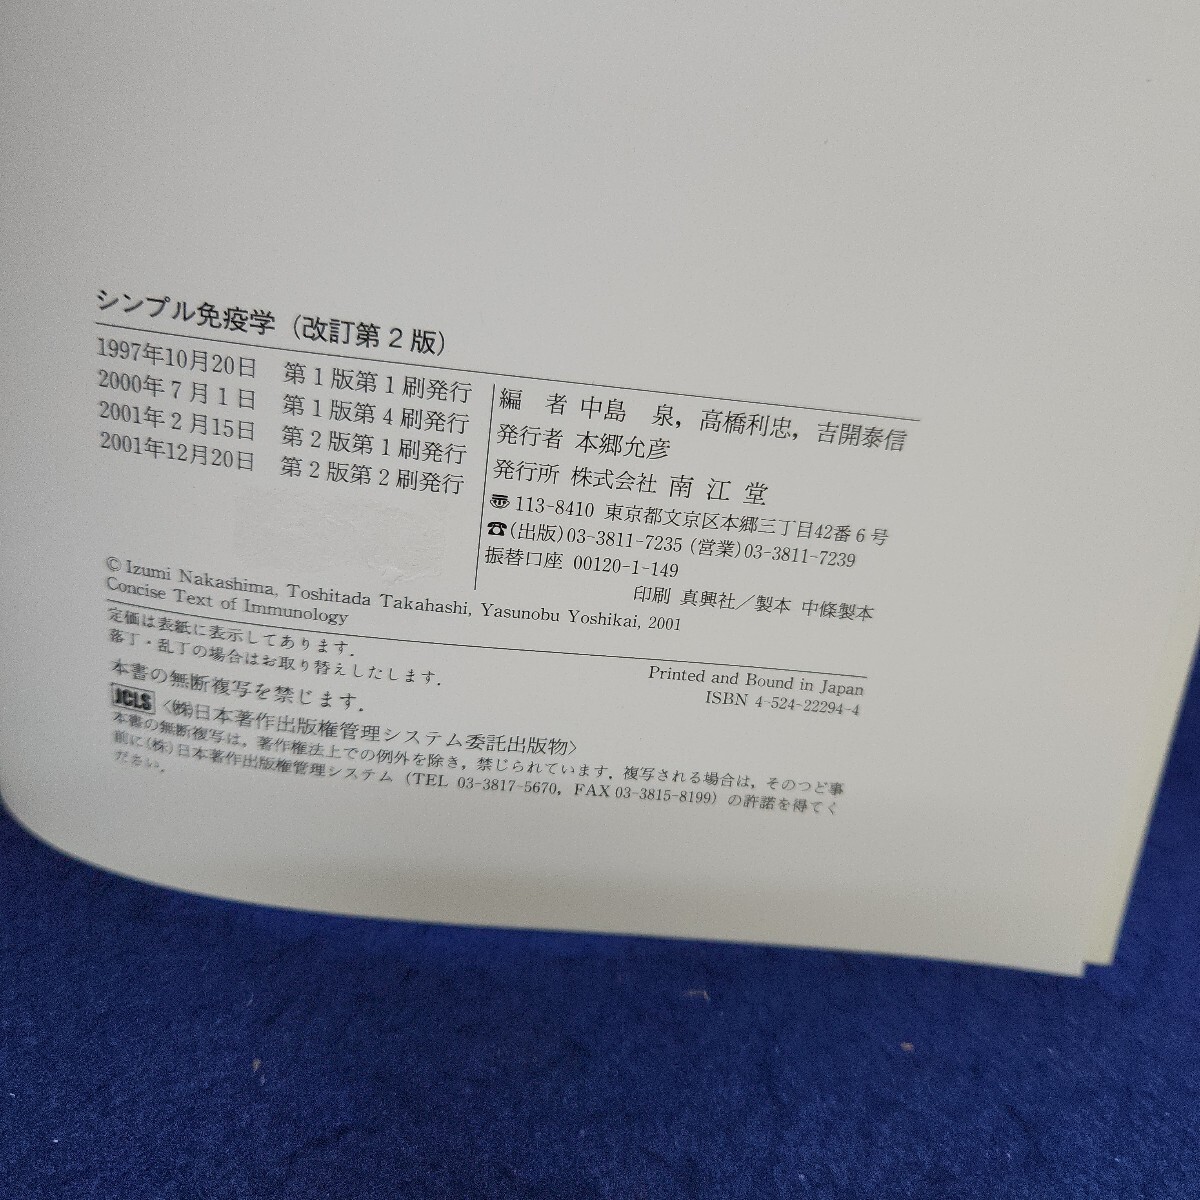 シンプル免疫学（改訂第2版）
1997年10月20日　第1版第1刷発行
2000年7月1日　第1版第4刷発行
2001年2月15日　第2版第1刷発行
2001年12月20日　第2版第2刷発行
編　者 中島　泉，高橋利忠，吉開泰信
発行者 本郷允彦
発行所 株式会社 南 江 堂
〠 113-8410 東京都文京区本郷三丁目42番6号
☎(出版)03-3811-7235 (営業)03-3811-7239
振替口座 00120-1-149
印刷 真興社／製本 中條製本
© Izumi Nakashima, Toshitada Takahashi, Yasunobu Yoshikai, 2001
Concise Text of Immunology
定価は表紙に表示してあります．
落丁・乱丁の場合はお取り替えしたします．
Printed and Bound in Japan
ISBN 4-524-22294-4
本書の無断複写を禁じます．
JCLS〈㈱日本著作出版権管理システム委託出版物〉
本書の無断複写は，著作権法上での例外を除き，禁じられています．複写される場合は，そのつど事
前に(株)日本著作出版権管理システム（TEL 03-3817-5670，FAX 03-3815-8199）の許諾を得てく
ださい．